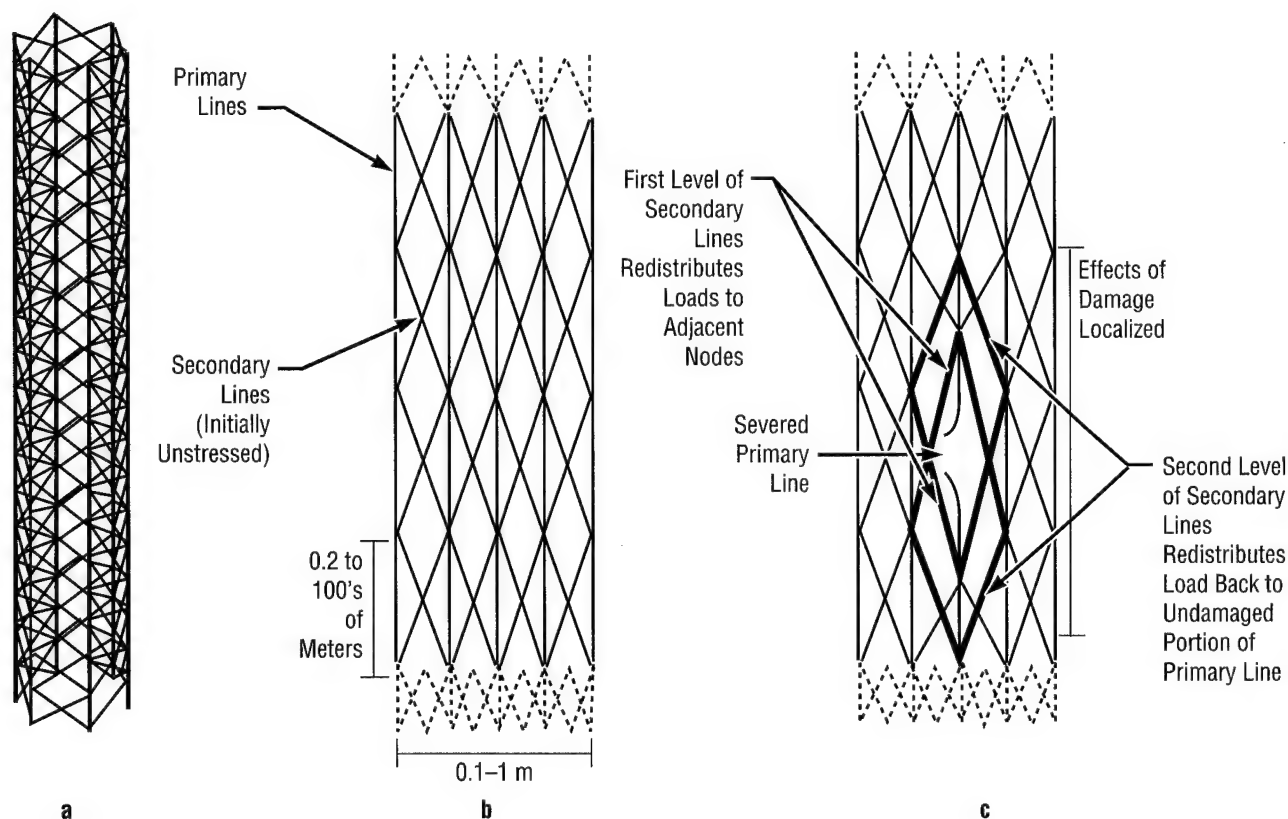 Primary
Lines
Secondary
Lines
(Initially
Unstressed)
0.2 to
100's
of
Meters
0.1–1 m
First Level of
Secondary
Lines
Redistributes
Loads to
Adjacent
Nodes
Severed
Primary
Line
Effects of
Damage
Localized
Second Level
of Secondary
Lines
Redistributes
Load Back to
Undamaged
Portion of
Primary Line
a
b
c